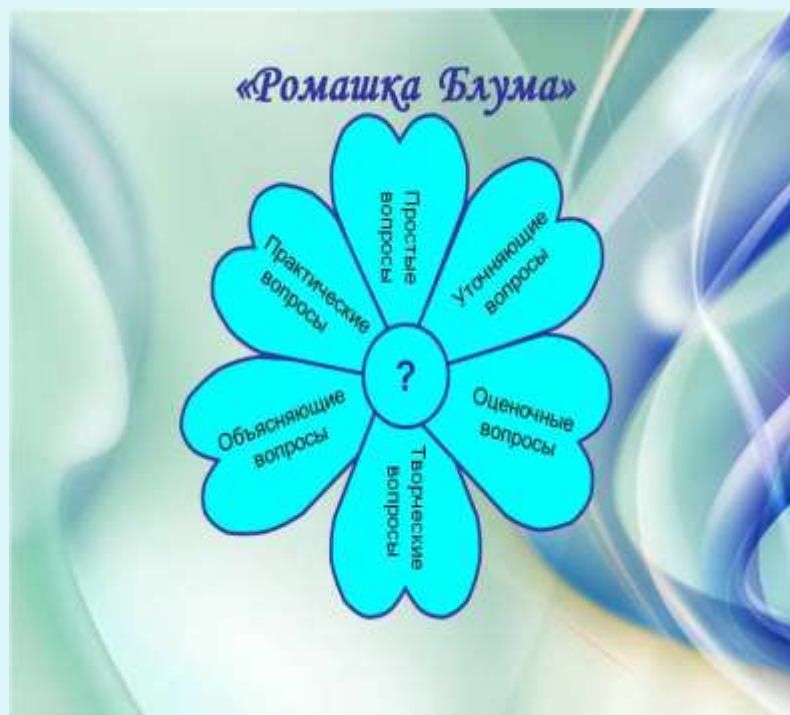 «Ромашка Блума»
Простые
вопросы
Уточняющие
вопросы
Оценочные
вопросы
Творческие
вопросы
Объясняющие
вопросы
Практические
вопросы
?